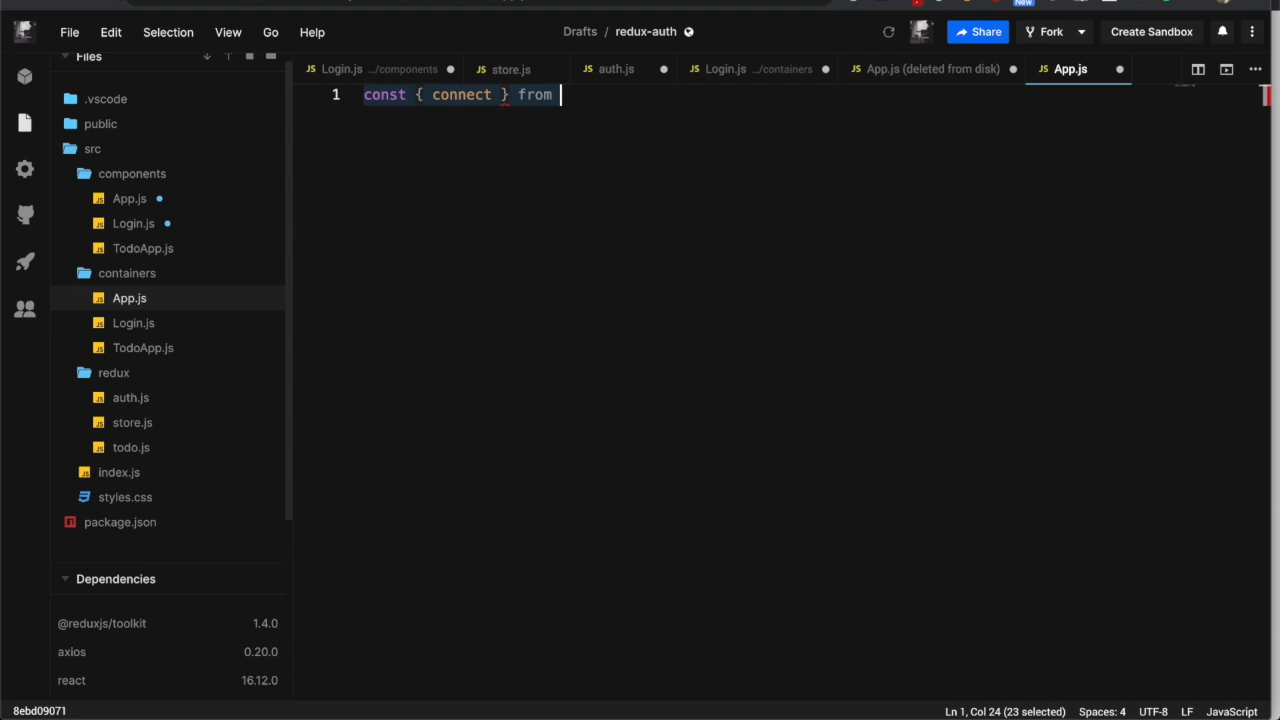 New
File Edit Selection View Go Help
Drafts / redux-auth
Share
Fork
Create Sandbox
Files
Login.js .../components
store.js
auth.js
Login.js .../containers
App.js (deleted from disk)
App.js
1 const { connect } from
.vscode
public
src
components
App.js
Login.js
TodoApp.js
containers
App.js
Login.js
TodoApp.js
redux
auth.js
store.js
todo.js
index.js
styles.css
package.json
Dependencies
@reduxjs/toolkit 1.4.0
axios 0.20.0
react 16.12.0
8ebd09071
Ln 1, Col 24 (23 selected) Spaces: 4 UTF-8 LF JavaScript